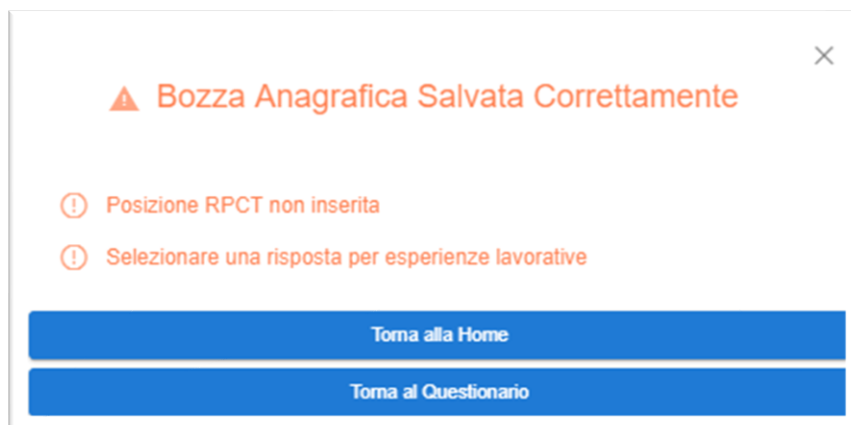 Bozza Anagrafica Salvata Correttamente
Posizione RPCT non inserita
Selezionare una risposta per esperienze lavorative
Torna alla Home
Torna al Questionario